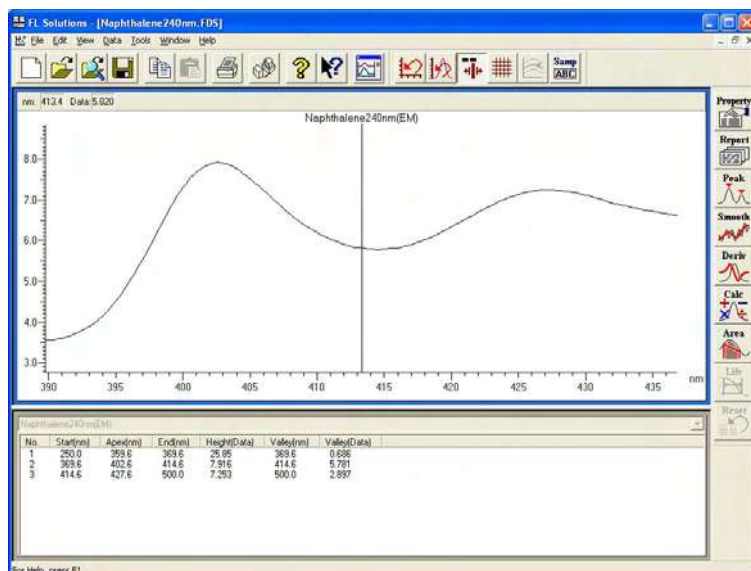 FL Solutions - [Naphthalene240nm.FDS]
File Edit View Data Tools Window Help
Samp
ABC
nm: 413.4 Data: 5.820
Naphthalene240nm(EM)
8.0
7.0
6.0
5.0
4.0
3.0
390 395 400 405 410 415 420 425 430 435 nm
Property
Report
Peak
Smooth
Deriv
Calc
Area
Life
Reset
Naphthalene240nm(EM)
No. Start(nm) Apex(nm) End(nm) Height(Data) Valley(nm) Valley(Data)
1 250.0 359.6 369.6 25.85 369.6 0.686
2 369.6 402.6 414.6 7.916 414.6 5.781
3 414.6 427.6 500.0 7.253 500.0 2.897
For Help, press F1